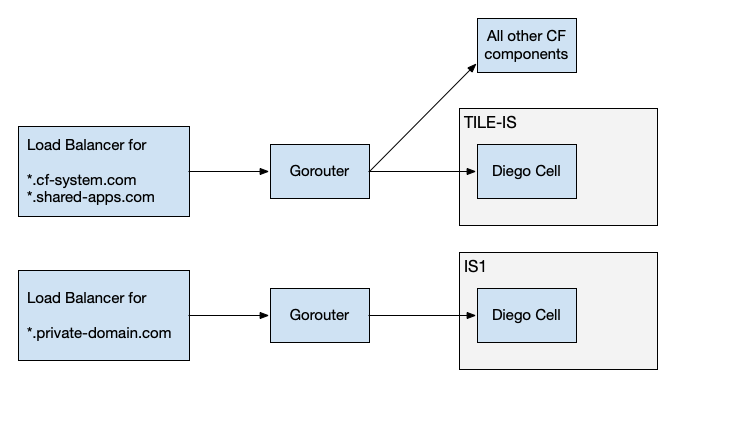 All other CF
components
TILE-IS
Load Balancer for
*.cf-system.com
*.shared-apps.com
Gorouter
Diego Cell
IS1
Load Balancer for
*.private-domain.com
Gorouter
Diego Cell